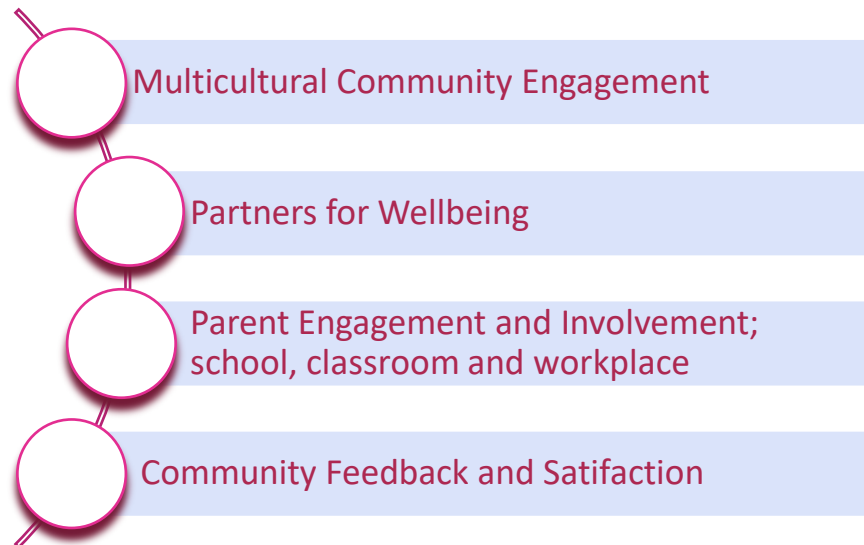 Multicultural Community Engagement
Partners for Wellbeing
Parent Engagement and Involvement;
school, classroom and workplace
Community Feedback and Satifaction